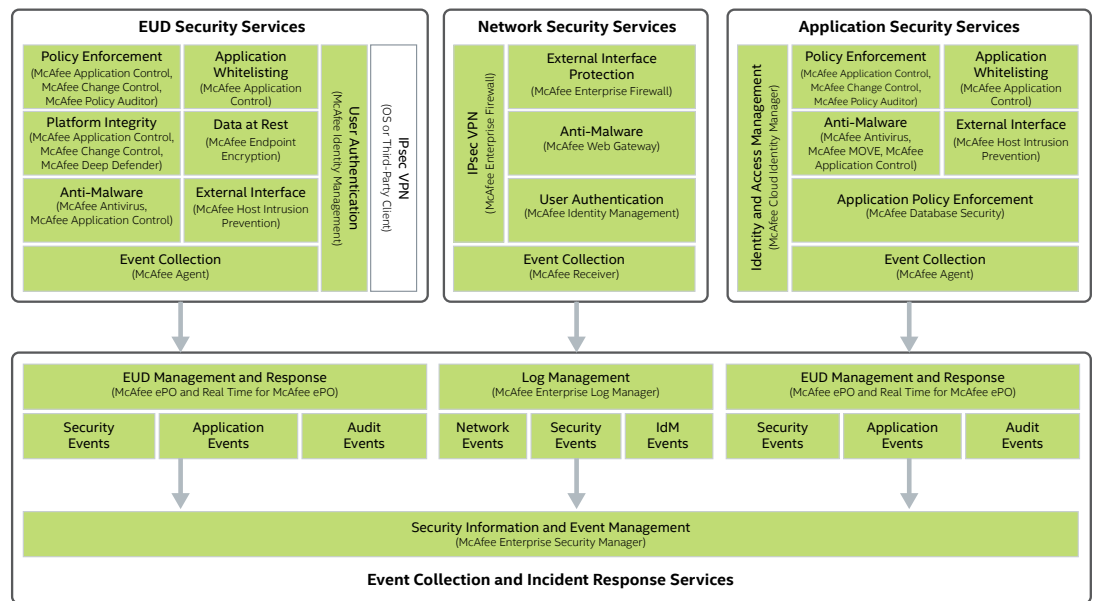 EUD Security Services
Policy Enforcement
(McAfee Application Control,
McAfee Change Control,
McAfee Policy Auditor)
Application
Whitelisting
(McAfee Application
Control)
Platform Integrity
(McAfee Application Control,
McAfee Change Control,
McAfee Deep Defender)
Data at Rest
(McAfee Endpoint
Encryption)
Anti-Malware
(McAfee Antivirus,
McAfee Application Control)
External Interface
(McAfee Host Intrusion
Prevention)
Event Collection
(McAfee Agent)
User Authentication
(McAfee Identity Management)
IPsec VPN
(OS or Third-Party Client)
Network Security Services
IPsec VPN
(McAfee Enterprise Firewall)
External Interface
Protection
(McAfee Enterprise Firewall)
Anti-Malware
(McAfee Web Gateway)
User Authentication
(McAfee Identity Management)
Event Collection
(McAfee Receiver)
Application Security Services
Identity and Access Management
(McAfee Cloud Identity Manager)
Policy Enforcement
(McAfee Application Control,
McAfee Change Control,
McAfee Policy Auditor)
Application
Whitelisting
(McAfee Application
Control)
Anti-Malware
(McAfee Antivirus,
McAfee MOVE, McAfee
Application Control)
External Interface
(McAfee Host Intrusion
Prevention)
Application Policy Enforcement
(McAfee Database Security)
Event Collection
(McAfee Agent)
EUD Management and Response
(McAfee ePO and Real Time for McAfee ePO)
Security
Events
Application
Events
Audit
Events
Log Management
(McAfee Enterprise Log Manager)
Network
Events
Security
Events
IdM
Events
EUD Management and Response
(McAfee ePO and Real Time for McAfee ePO)
Security
Events
Application
Events
Audit
Events
Security Information and Event Management
(McAfee Enterprise Security Manager)
Event Collection and Incident Response Services